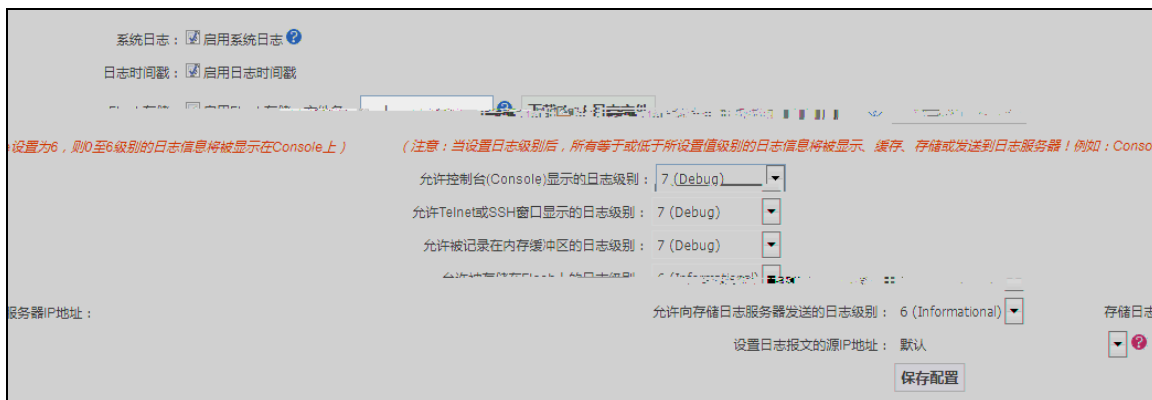 系统日志： 启用系统日志
日志时间戳： 启用日志时间戳
设置为6，则0至6级别的日志信息将被显示在Console上） （注意：当设置日志级别后，所有等于或低于所设置值级别的日志信息将被显示、缓存、存储或发送到日志服务器！例如：Conso
允许控制台(Console)显示的日志级别： 7 (Debug)
允许Telnet或SSH窗口显示的日志级别： 7 (Debug)
允许被记录在内存缓冲区的日志级别： 7 (Debug)
服务器IP地址： 允许向存储日志服务器发送的日志级别： 6 (Informational) 存储日志
设置日志报文的源IP地址： 默认
保存配置